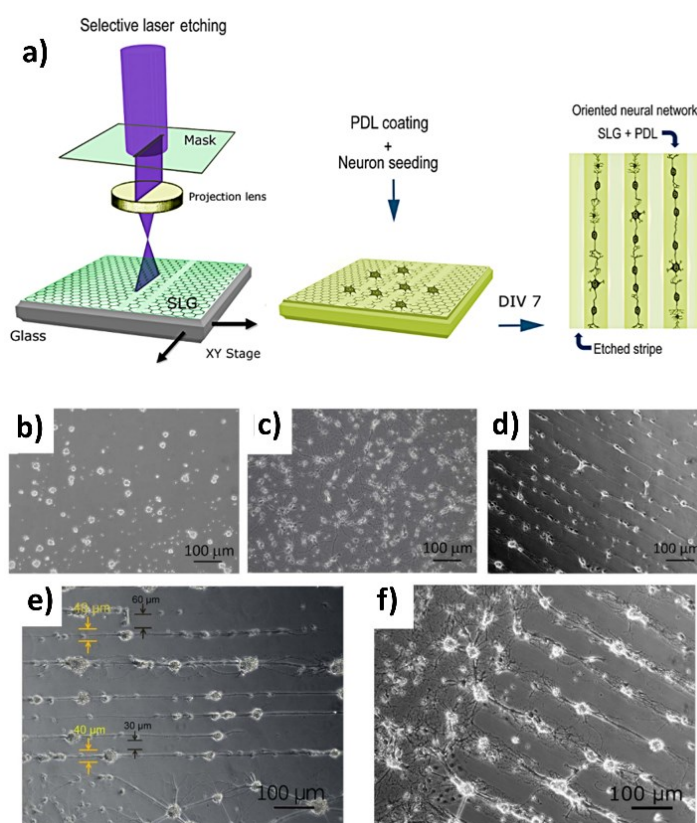 Selective laser etching
a)
Mask
Projection lens
SLG
Glass
XY Stage
PDL coating
+
Neuron seeding
DIV 7
Oriented neural network
SLG + PDL
Etched stripe
b)
100 µm
c)
100 µm
d)
100 µm
e)
60 µm
40 µm
30 µm
100 µm
f)
100 µm